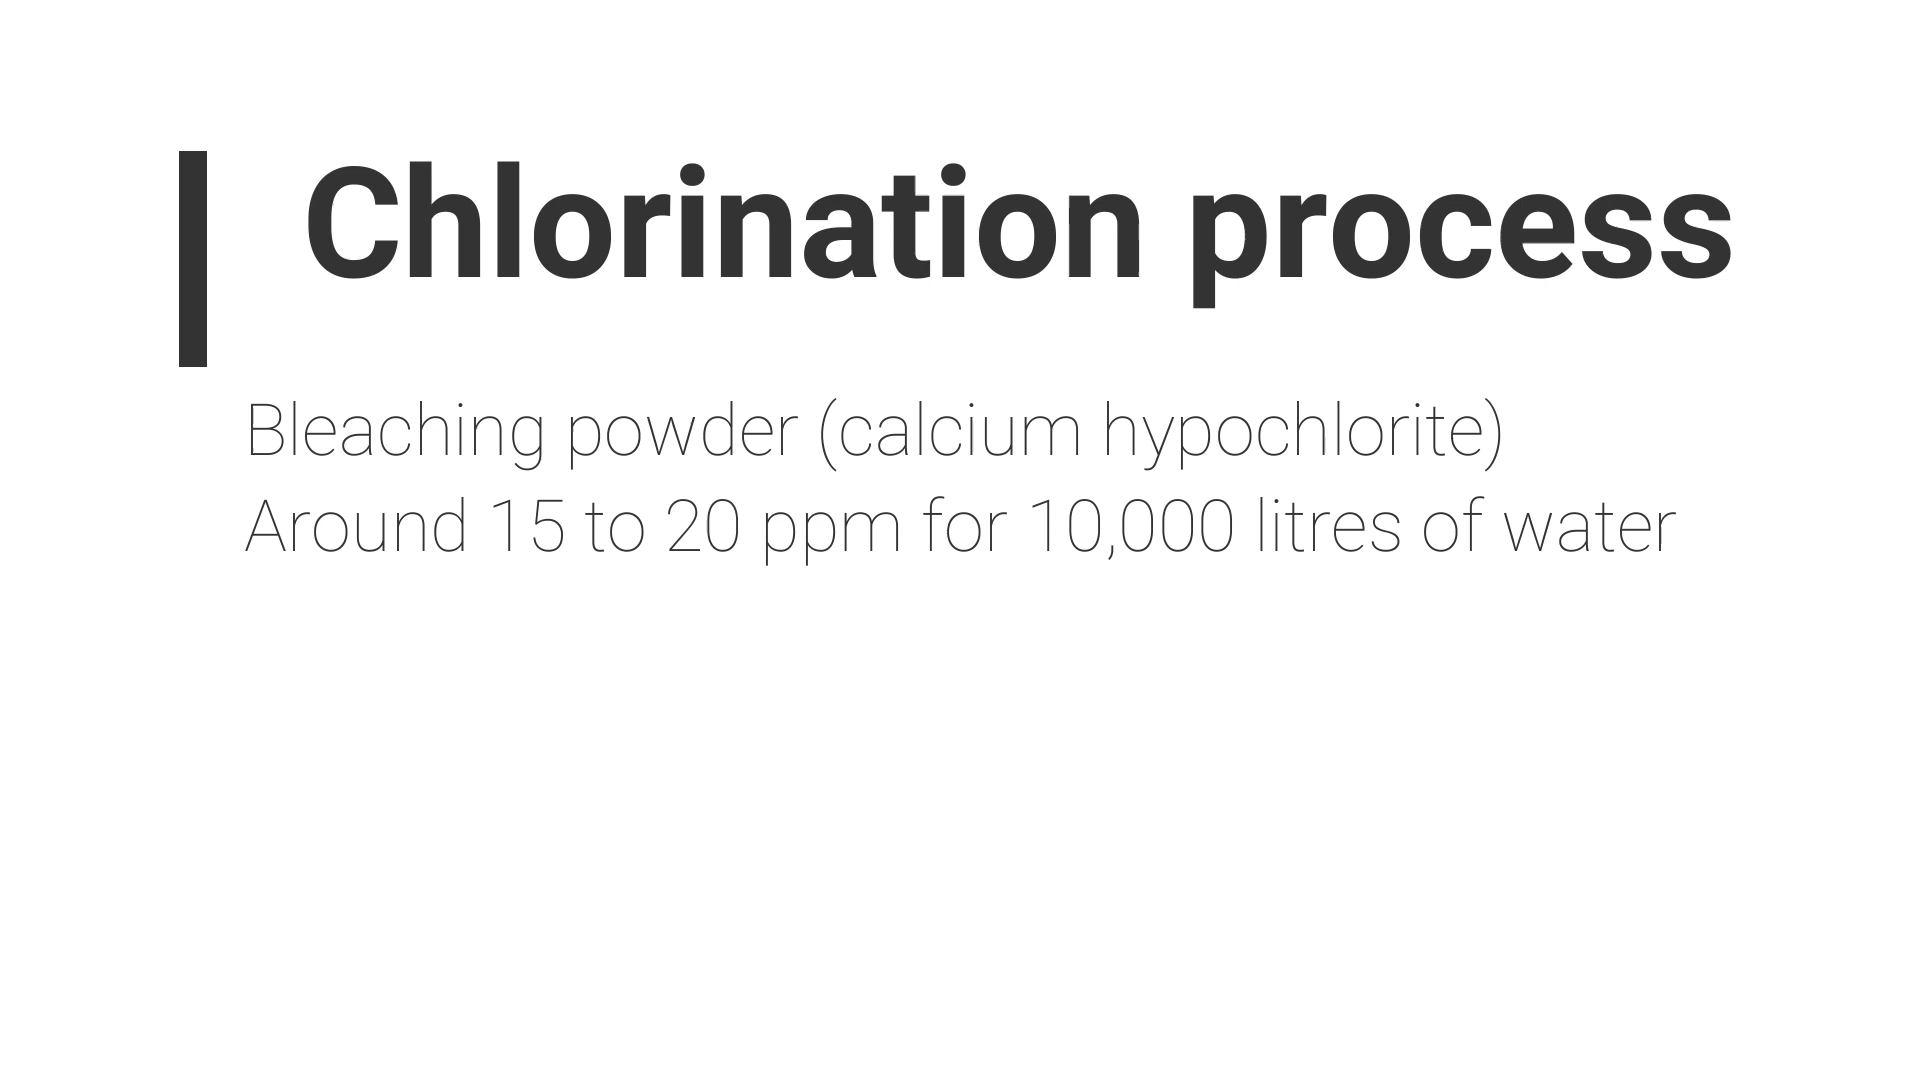 Chlorination process
Bleaching powder (calcium hypochlorite)
Around 15 to 20 ppm for 10,000 litres of water